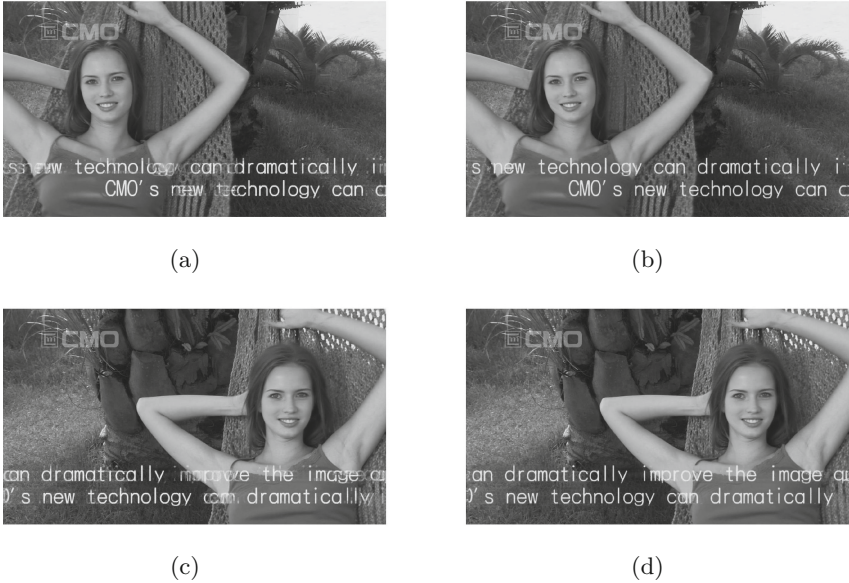 CMO
new technology can dramatically
CMO's new technology can
(a)
CMO
s new technology can dramatically
CMO's new technology can
(b)
CMO
an dramatically improve the image
's new technology can dramatically
(c)
CMO
an dramatically improve the image
's new technology can dramatically
(d)